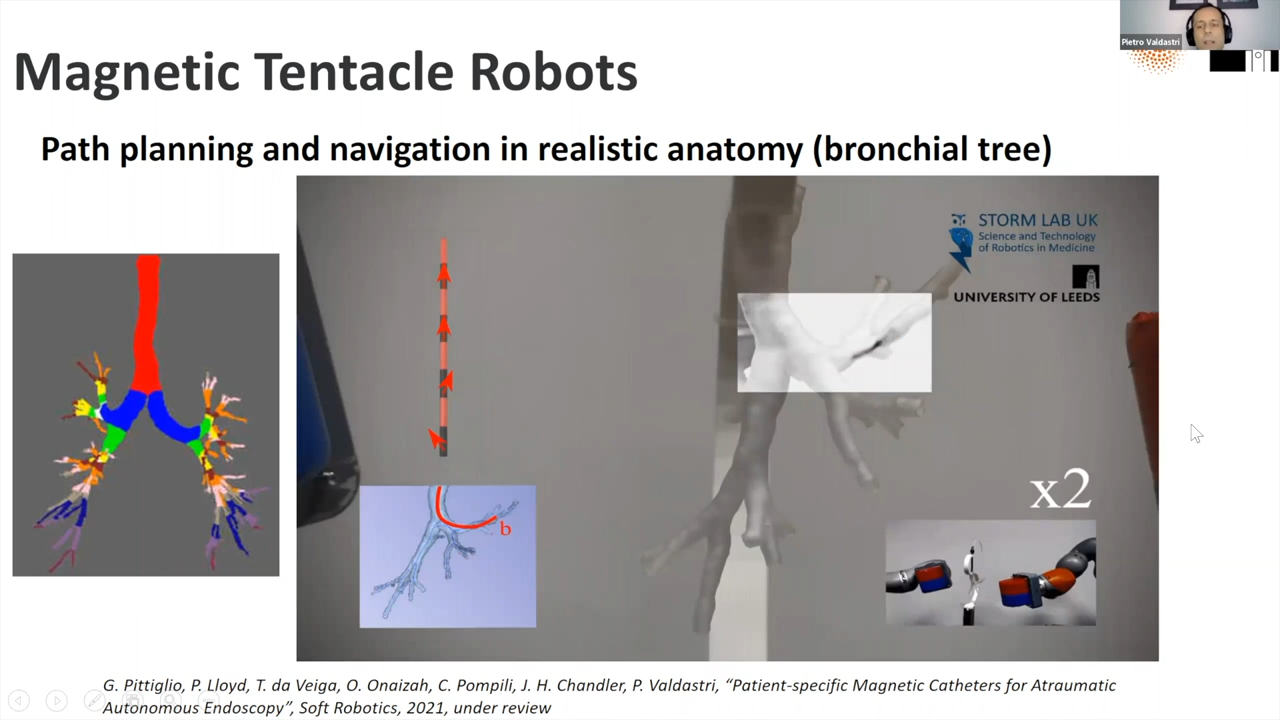 Pietro Valdastri
Magnetic Tentacle Robots
Path planning and navigation in realistic anatomy (bronchial tree)
STORM LAB UK
Science and Technology
of Robotics in Medicine
UNIVERSITY OF LEEDS
b
x2
G. Pittiglio, P. Lloyd, T. da Veiga, O. Onaizah, C. Pompili, J. H. Chandler, P. Valdastri, “Patient-specific Magnetic Catheters for Atraumatic
Autonomous Endoscopy”, Soft Robotics, 2021, under review